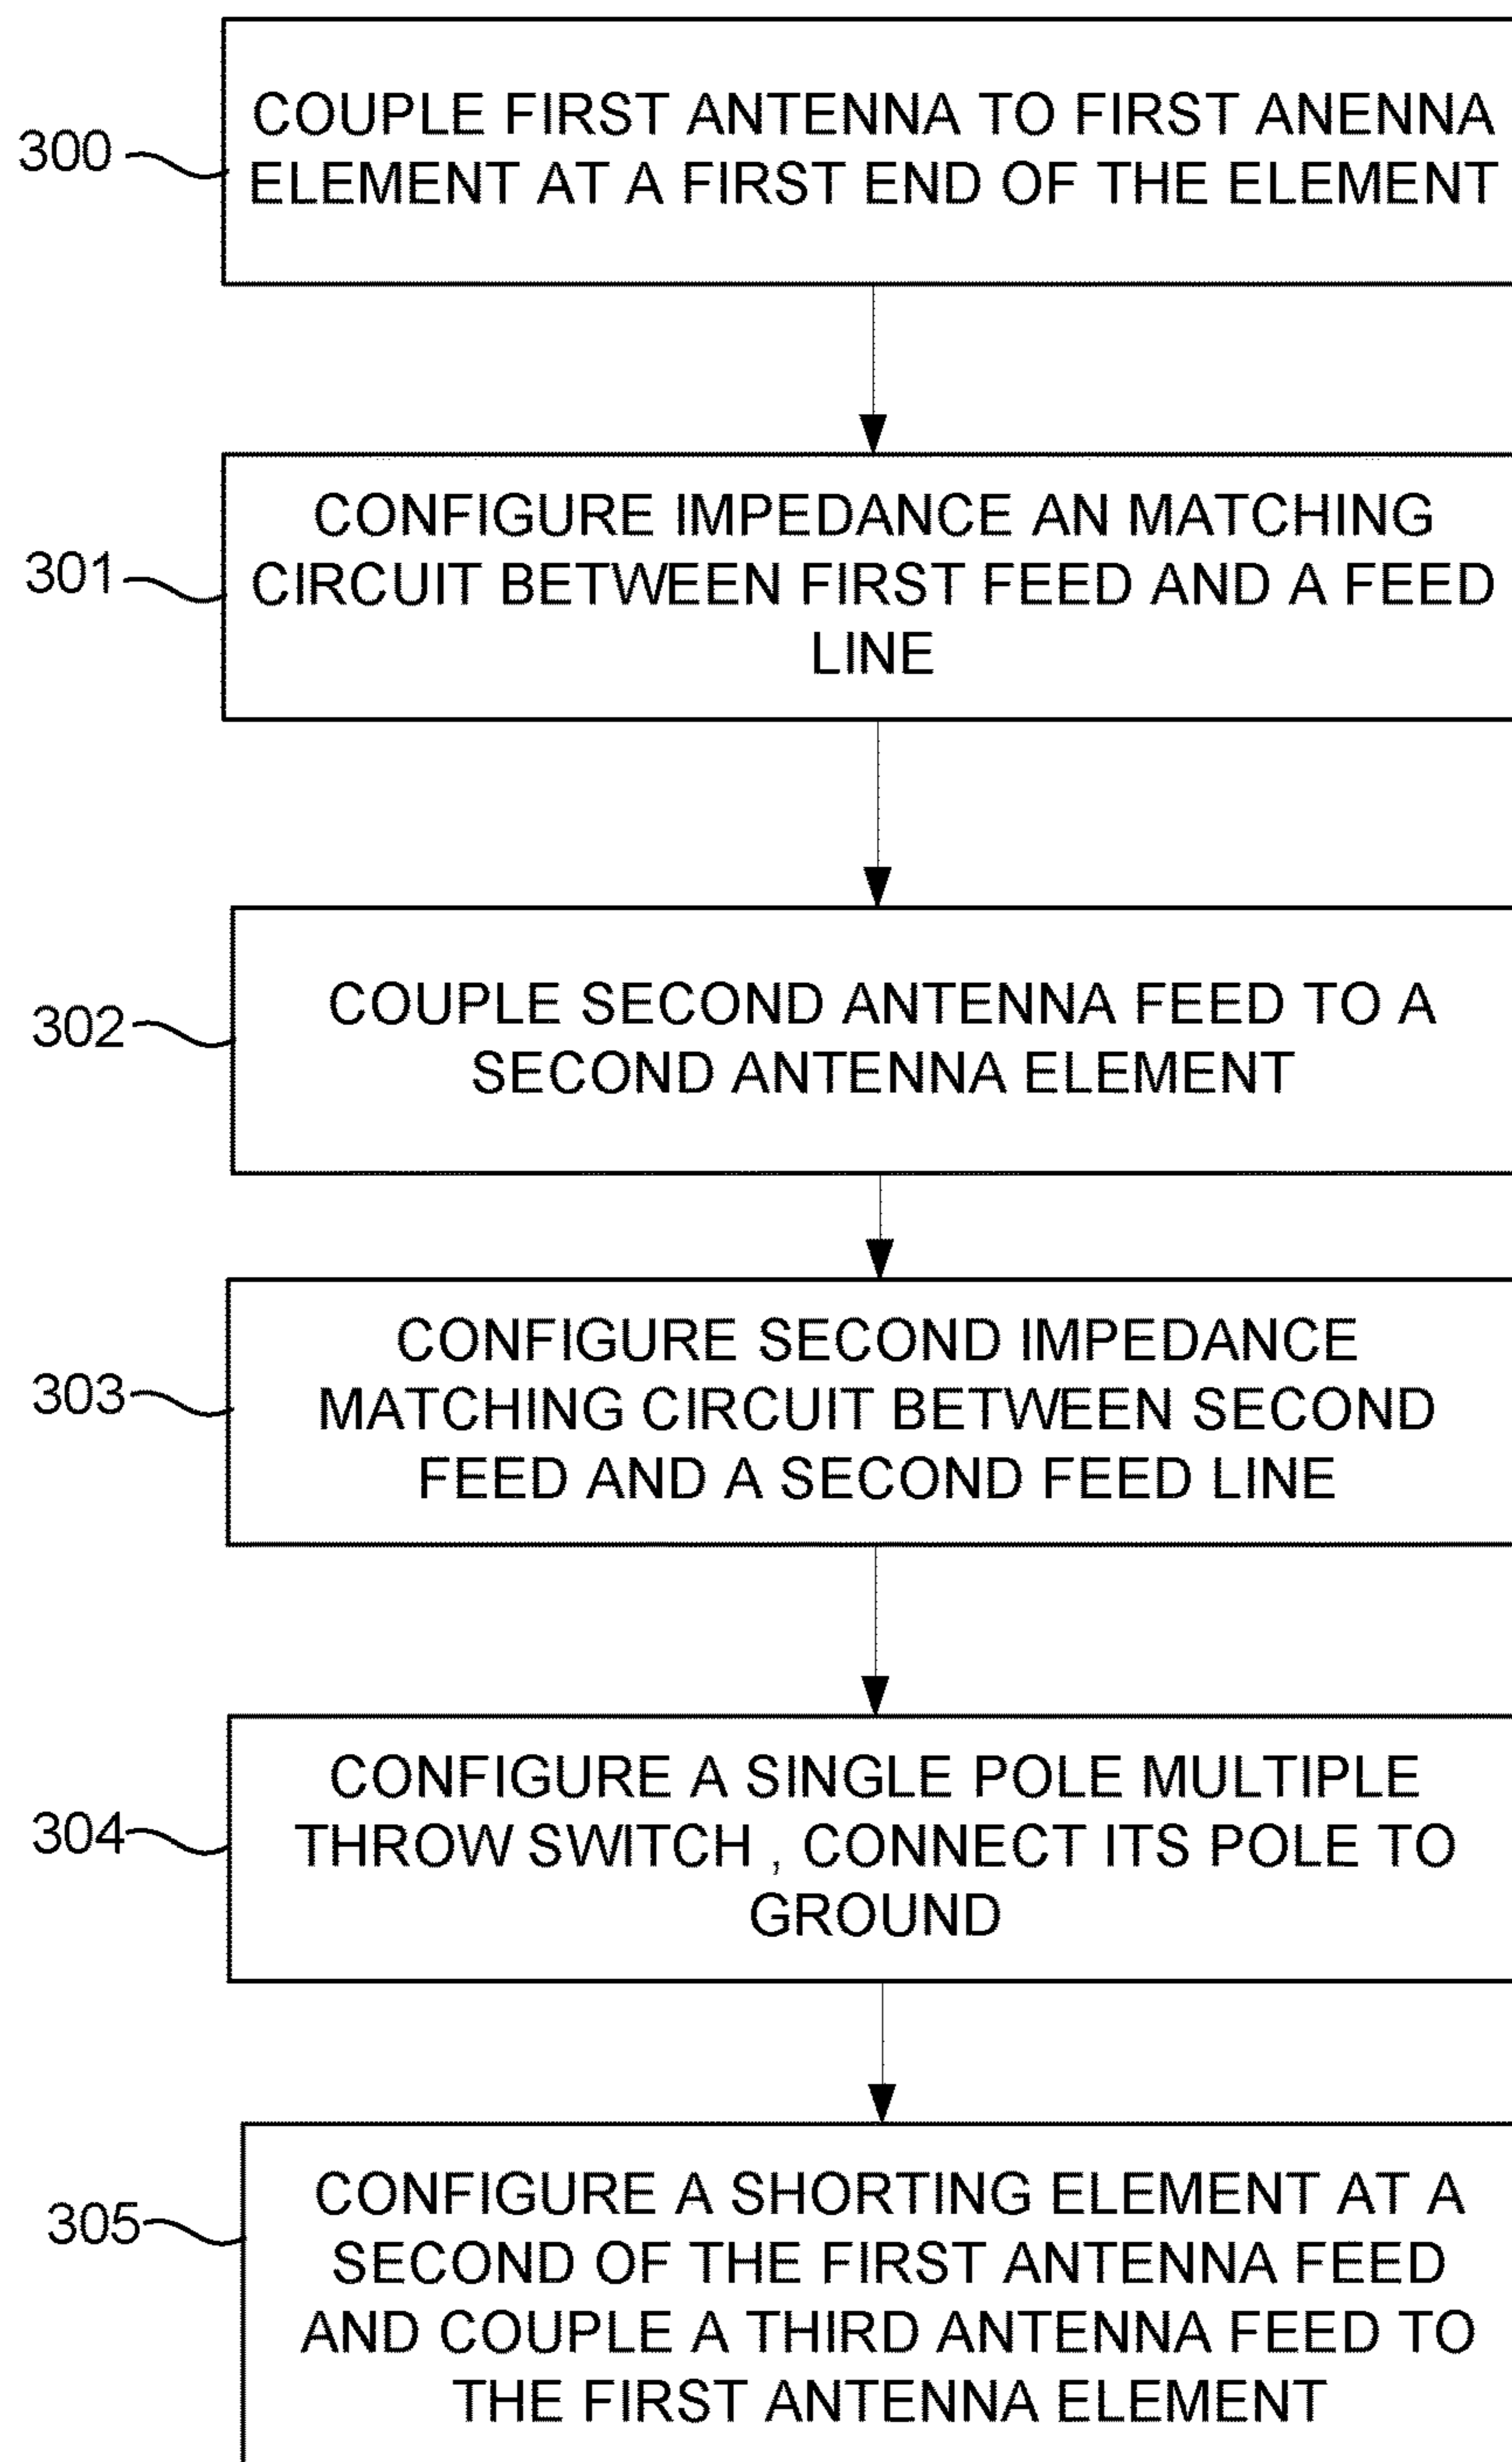 300
COUPLE FIRST ANTENNA TO FIRST ANENNA
ELEMENT AT A FIRST END OF THE ELEMENT
301
CONFIGURE IMPEDANCE AN MATCHING
CIRCUIT BETWEEN FIRST FEED AND A FEED
LINE
302
COUPLE SECOND ANTENNA FEED TO A
SECOND ANTENNA ELEMENT
303
CONFIGURE SECOND IMPEDANCE
MATCHING CIRCUIT BETWEEN SECOND
FEED AND A SECOND FEED LINE
304
CONFIGURE A SINGLE POLE MULTIPLE
THROW SWITCH , CONNECT ITS POLE TO
GROUND
305
CONFIGURE A SHORTING ELEMENT AT A
SECOND OF THE FIRST ANTENNA FEED
AND COUPLE A THIRD ANTENNA FEED TO
THE FIRST ANTENNA ELEMENT